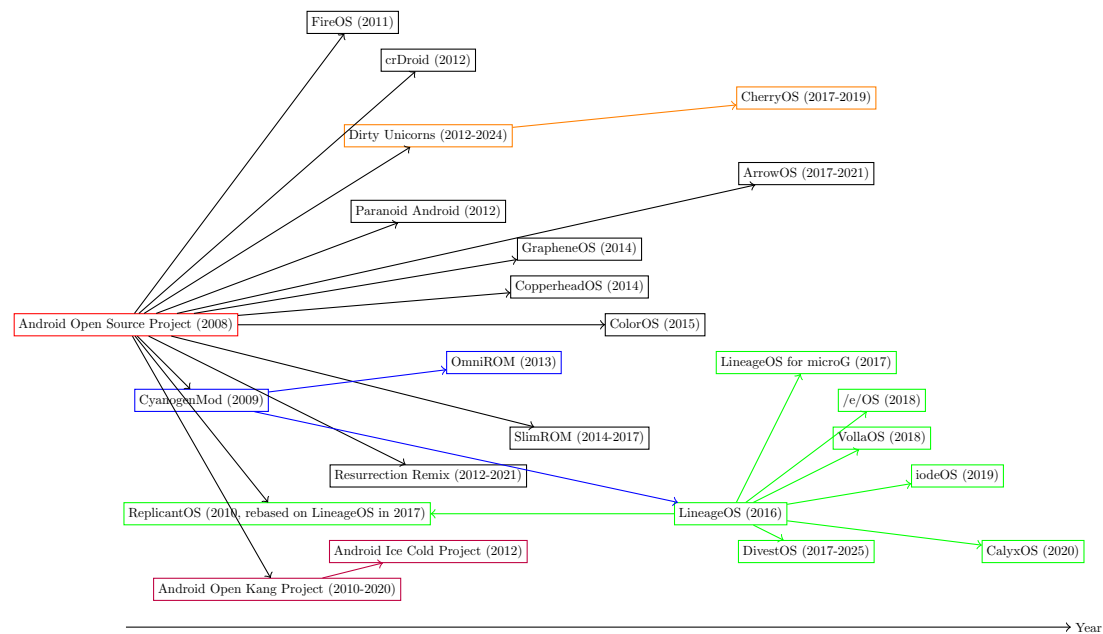 FireOS (2011)
crDroid (2012)
CherryOS (2017-2019)
Dirty Unicorns (2012-2024)
ArrowOS (2017-2021)
Paranoid Android (2012)
GrapheneOS (2014)
CopperheadOS (2014)
Android Open Source Project (2008)
ColorOS (2015)
OmniROM (2013)
LineageOS for microG (2017)
CyanogenMod (2009)
/e/OS (2018)
SlimROM (2014-2017)
VollaOS (2018)
Resurrection Remix (2012-2021)
iodeOS (2019)
ReplicantOS (2010, rebased on LineageOS in 2017)
LineageOS (2016)
Android Ice Cold Project (2012)
DivestOS (2017-2025)
CalyxOS (2020)
Android Open Kang Project (2010-2020)
Year